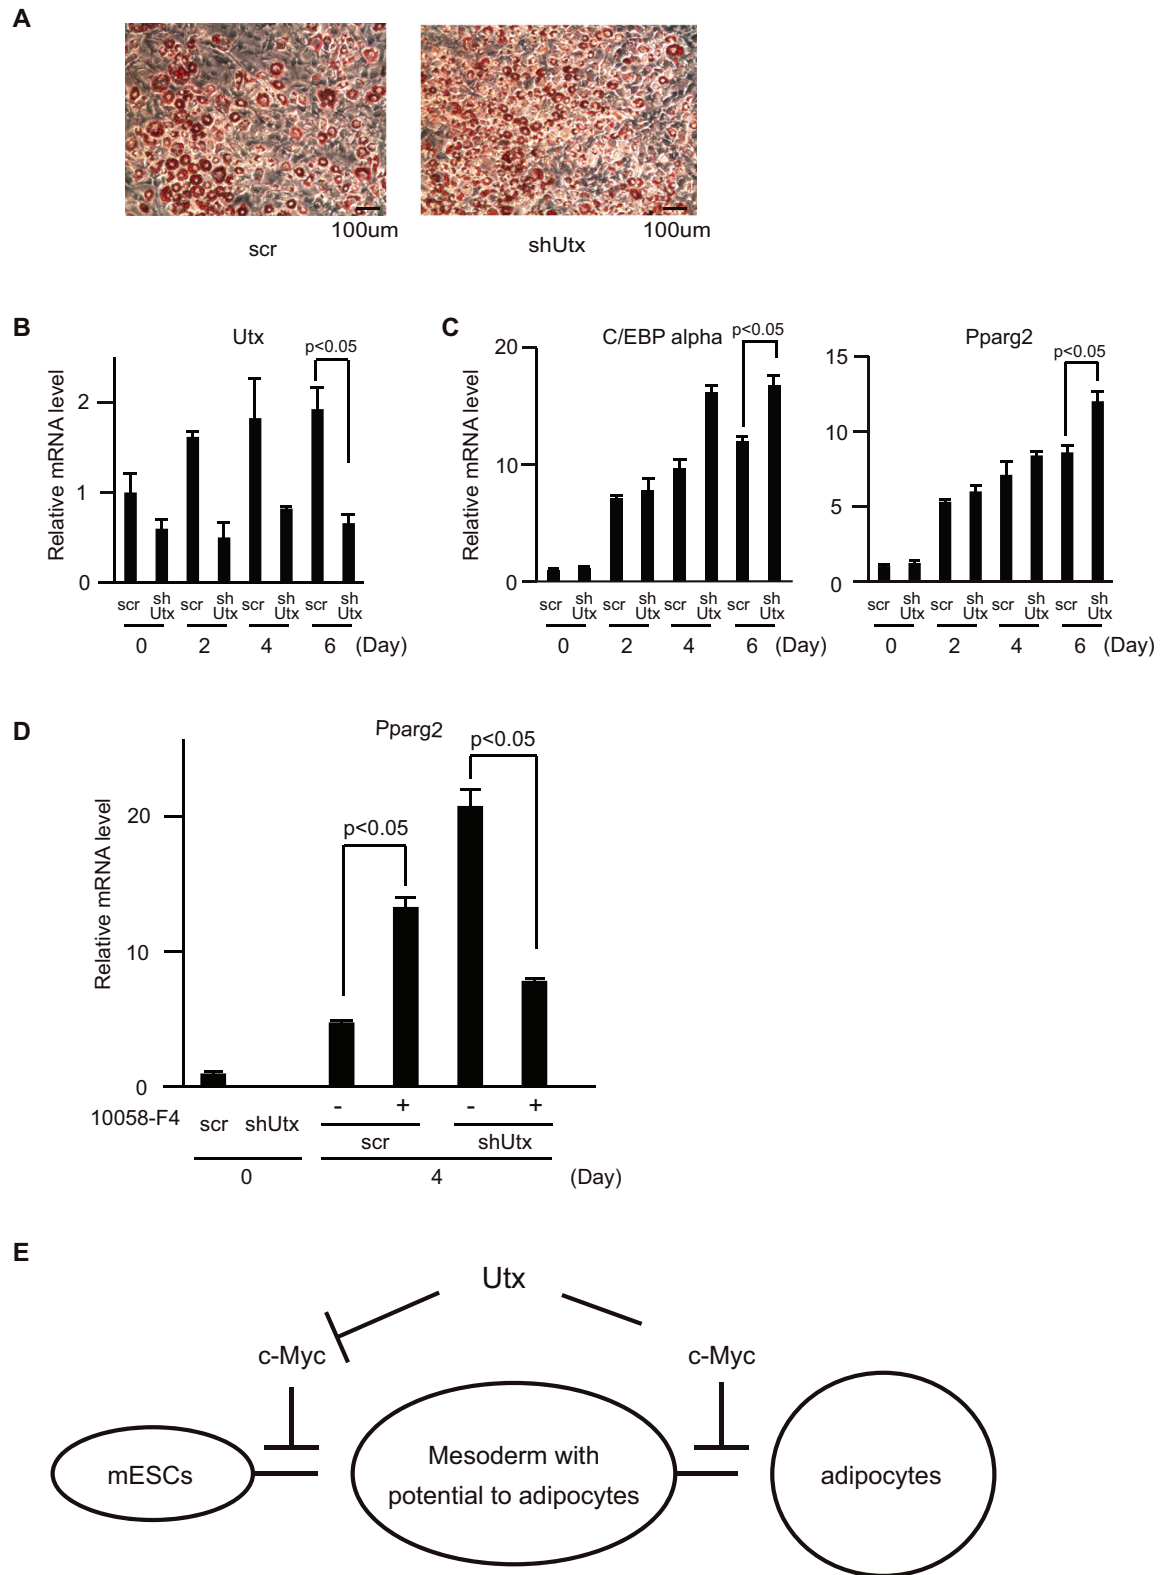 A
100um
100um
scr
shUtx
B
Utx
p<0.05
Relative mRNA level
2
1
0
scr
sh
Utx
scr
sh
Utx
scr
sh
Utx
scr
sh
Utx
0
2
4
6
(Day)
C
C/EBP alpha
p<0.05
Relative mRNA level
20
10
0
scr
sh
Utx
scr
sh
Utx
scr
sh
Utx
scr
sh
Utx
0
2
4
6
(Day)
Pparg2
p<0.05
15
10
5
0
scr
sh
Utx
scr
sh
Utx
scr
sh
Utx
scr
sh
Utx
0
2
4
6
(Day)
D
Pparg2
p<0.05
p<0.05
Relative mRNA level
20
10
0
10058-F4
scr
shUtx
-
+
-
+
scr
shUtx
0
4
(Day)
E
Utx
c-Myc
c-Myc
mESCs
Mesoderm with
potential to adipocytes
adipocytes